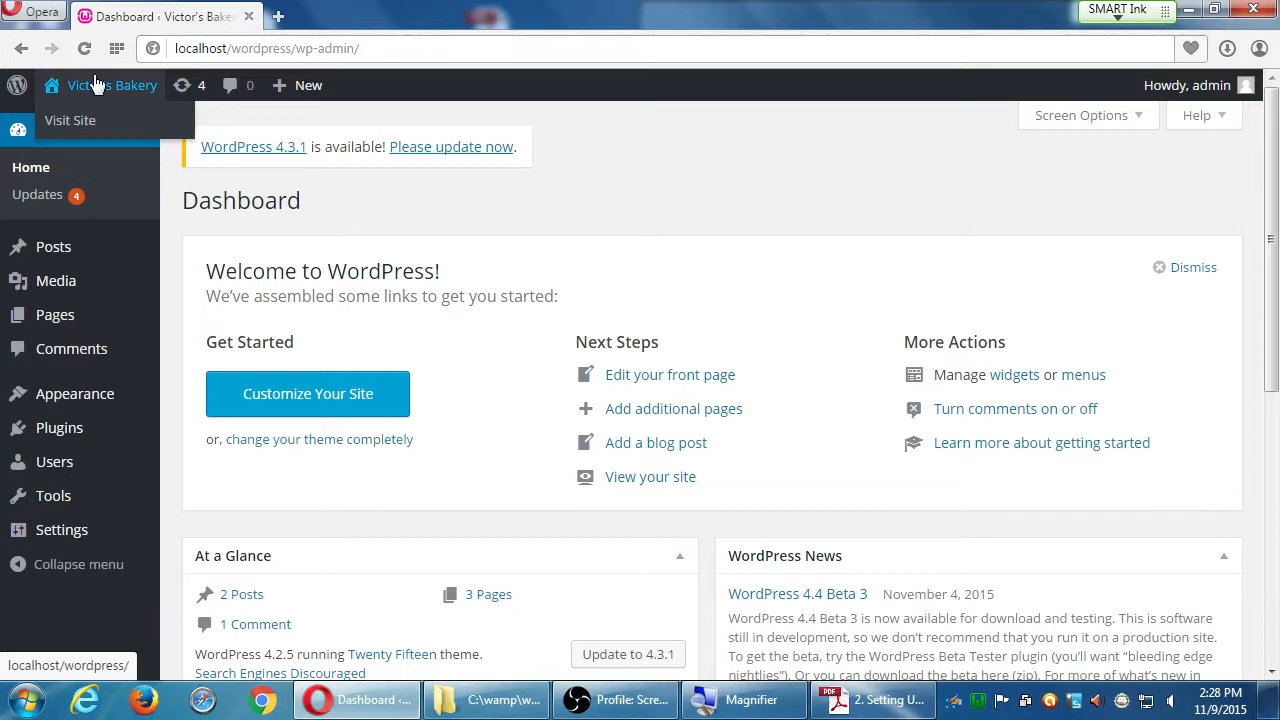 Opera
Dashboard ‹ Victor's Baker
SMART Ink
localhost/wordpress/wp-admin/
Victor's Bakery
4
0
New
Howdy, admin
Visit Site
Screen Options
Help
WordPress 4.3.1 is available! Please update now.
Home
Updates 4
Dashboard
Posts
Media
Pages
Comments
Appearance
Plugins
Users
Tools
Settings
Collapse menu
Welcome to WordPress!
Dismiss
We've assembled some links to get you started:
Get Started
Next Steps
More Actions
Customize Your Site
Edit your front page
Manage widgets or menus
Add additional pages
Turn comments on or off
or, change your theme completely
Add a blog post
Learn more about getting started
View your site
At a Glance
WordPress News
2 Posts
3 Pages
WordPress 4.4 Beta 3 November 4, 2015
1 Comment
WordPress 4.4 Beta 3 is now available for download and testing. This is software
still in development, so we don't recommend that you run it on a production site.
WordPress 4.2.5 running Twenty Fifteen theme.
Update to 4.3.1
To get the beta, try the WordPress Beta Tester plugin (you'll want "bleeding edge
Search Engines Discouraged
nightlies"). Or you can download the beta here (zip). For more of what's new in
localhost/wordpress/
Dashboard ‹...
C:\wamp\w...
Profile: Scre...
Magnifier
PDF
2. Setting U...
2:28 PM
11/9/2015